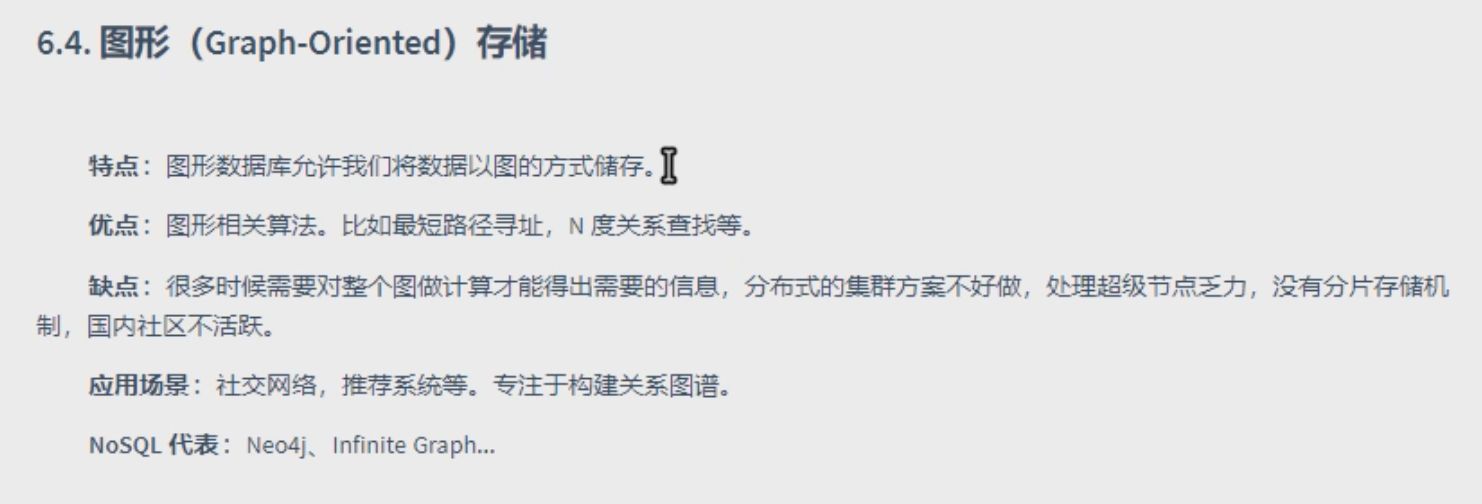 6.4. 图形（Graph-Oriented）存储
特点：图形数据库允许我们将数据以图的方式储存。
优点：图形相关算法。比如最短路径寻址，N 度关系查找等。
缺点：很多时候需要对整个图做计算才能得出需要的信息，分布式的集群方案不好做，处理超级节点乏力，没有分片存储机
制，国内社区不活跃。
应用场景：社交网络，推荐系统等。专注于构建关系图谱。
NoSQL 代表：Neo4j、Infinite Graph...